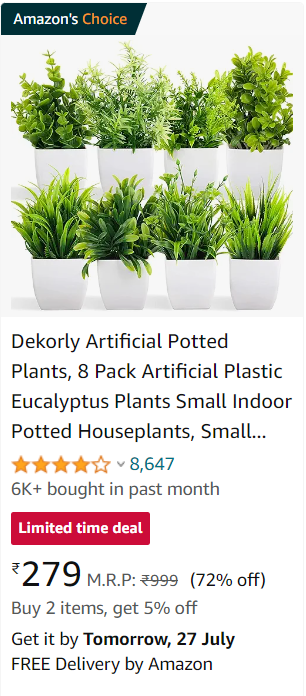 Amazon's Choice
Dekorly Artificial Potted
Plants, 8 Pack Artificial Plastic
Eucalyptus Plants Small Indoor
Potted Houseplants, Small...
8,647
6K+ bought in past month
Limited time deal
₹279 M.R.P: ₹999 (72% off)
Buy 2 items, get 5% off
Get it by Tomorrow, 27 July
FREE Delivery by Amazon